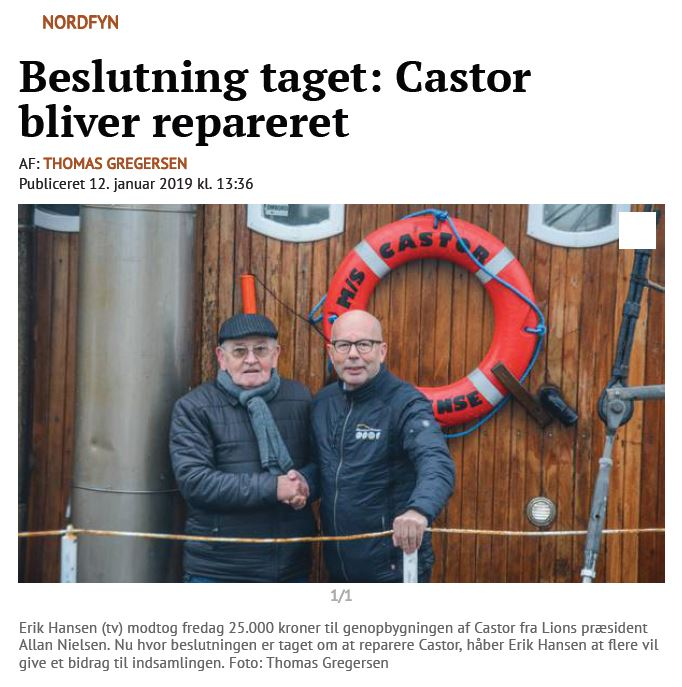 NORDFYN
Beslutning taget: Castor
bliver repareret
AF: THOMAS GREGERSEN
Publiceret 12. januar 2019 kl. 13:36
M/S CASTOR
NSE
1/1
Erik Hansen (tv) modtog fredag 25.000 kroner til genopbygningen af Castor fra Lions præsident
Allan Nielsen. Nu hvor beslutningen er taget om at reparere Castor, håber Erik Hansen at flere vil
give et bidrag til indsamlingen. Foto: Thomas Gregersen